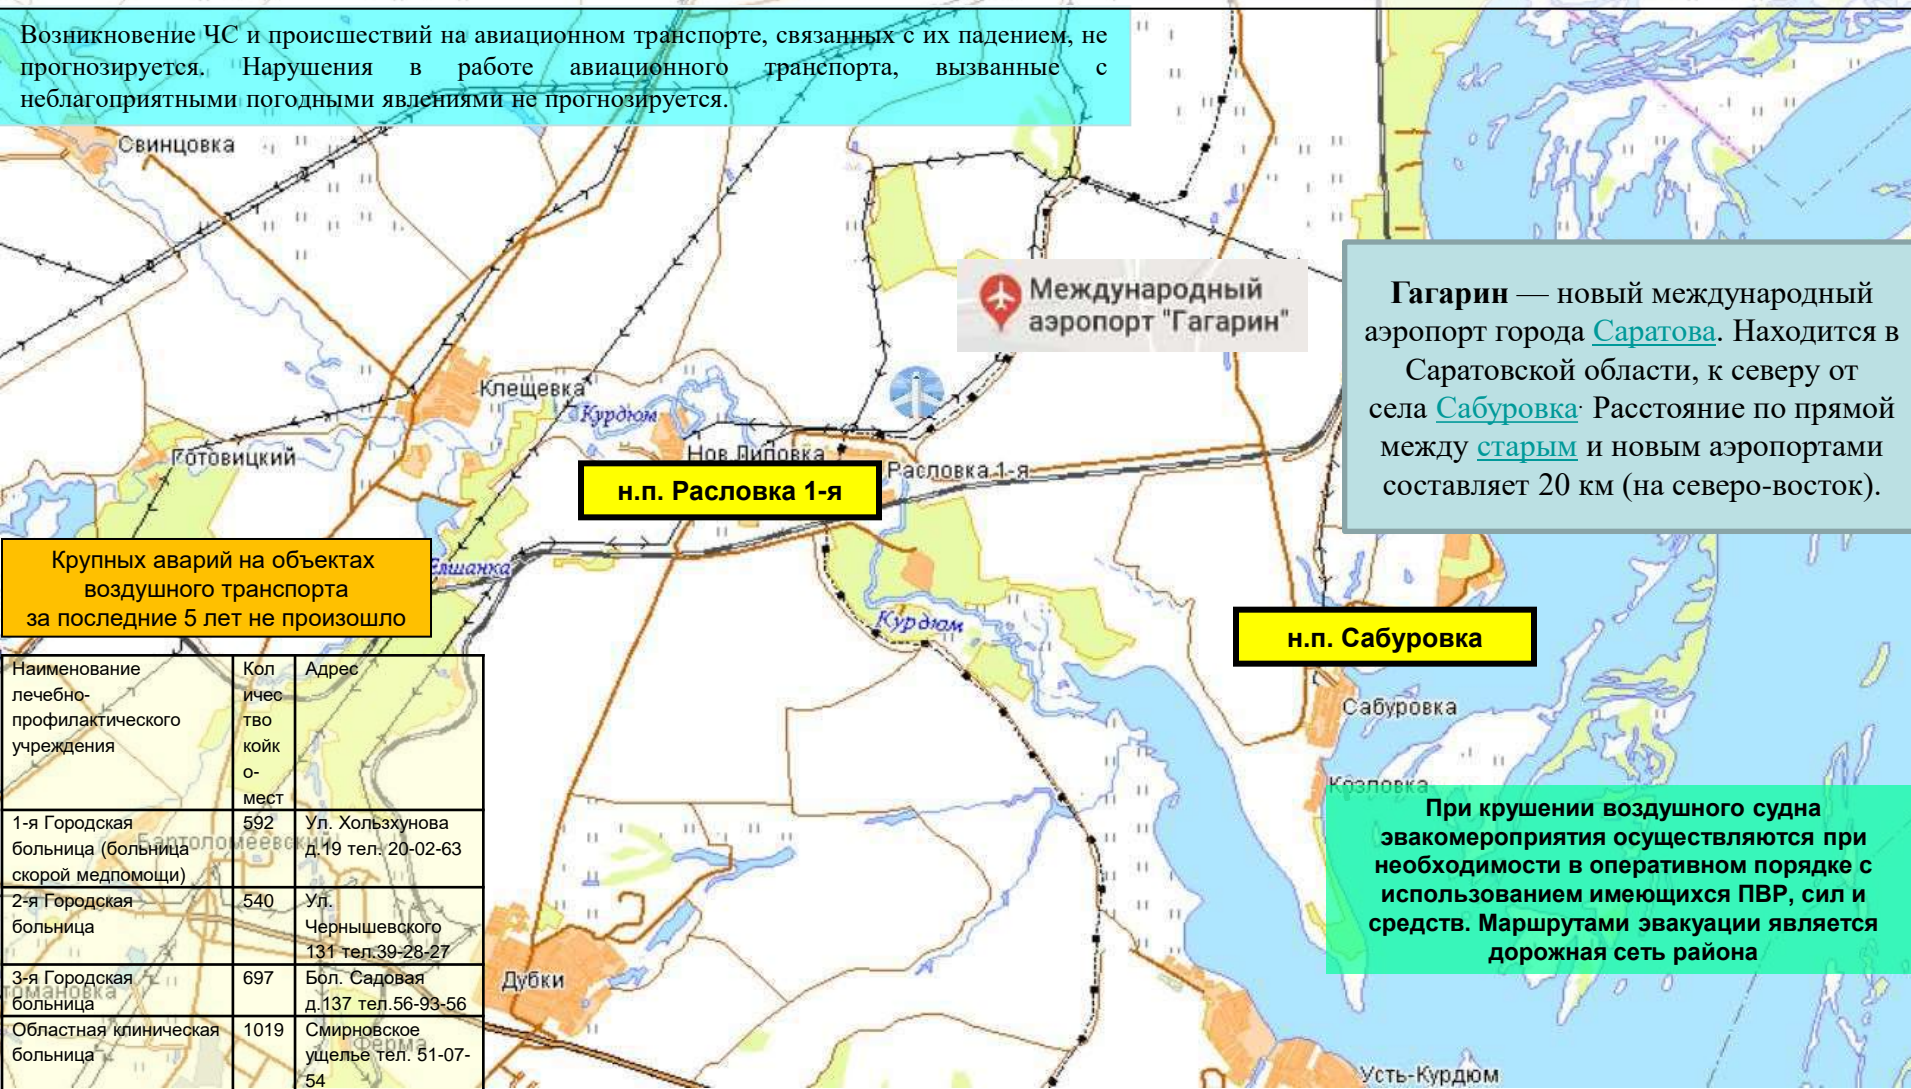 Возникновение ЧС и происшествий на авиационном транспорте, связанных с их падением, не
прогнозируется. Нарушения в работе авиационного транспорта, вызванные с
неблагоприятными погодными явлениями не прогнозируется.
Свинцовка
Международный
аэропорт "Гагарин"
Гагарин — новый международный
аэропорт города Саратова. Находится в
Саратовской области, к северу от
села Сабуровка. Расстояние по прямой
между старым и новым аэропортами
составляет 20 км (на северо-восток).
Клещевка
Курдюм
Готовицкий
Нов Липовка
Расловка 1-я
н.п. Расловка 1-я
Елшанка
Крупных аварий на объектах
воздушного транспорта
за последние 5 лет не произошло
Курдюм
н.п. Сабуровка
Сабуровка
Козловка
При крушении воздушного судна
эвакомероприятия осуществляются при
необходимости в оперативном порядке с
использованием имеющихся ПВР, сил и
средств. Маршрутами эвакуации является
дорожная сеть района
Наименование
лечебно-
профилактического
учреждения
Кол
ичес
тво
койк
о-
мест
Адрес
1-я Городская
больница (больница
скорой медпомощи)
592
Ул. Хользхунова
д.19 тел. 20-02-63
2-я Городская
больница
540
Ул.
Чернышевского
131 тел.39-28-27
3-я Городская
больница
697
Бол. Садовая
д.137 тел.56-93-56
Областная клиническая
больница
1019
Смирновское
ущелье тел. 51-07-
54
Дубки
Ферма
Усть-Курдюм